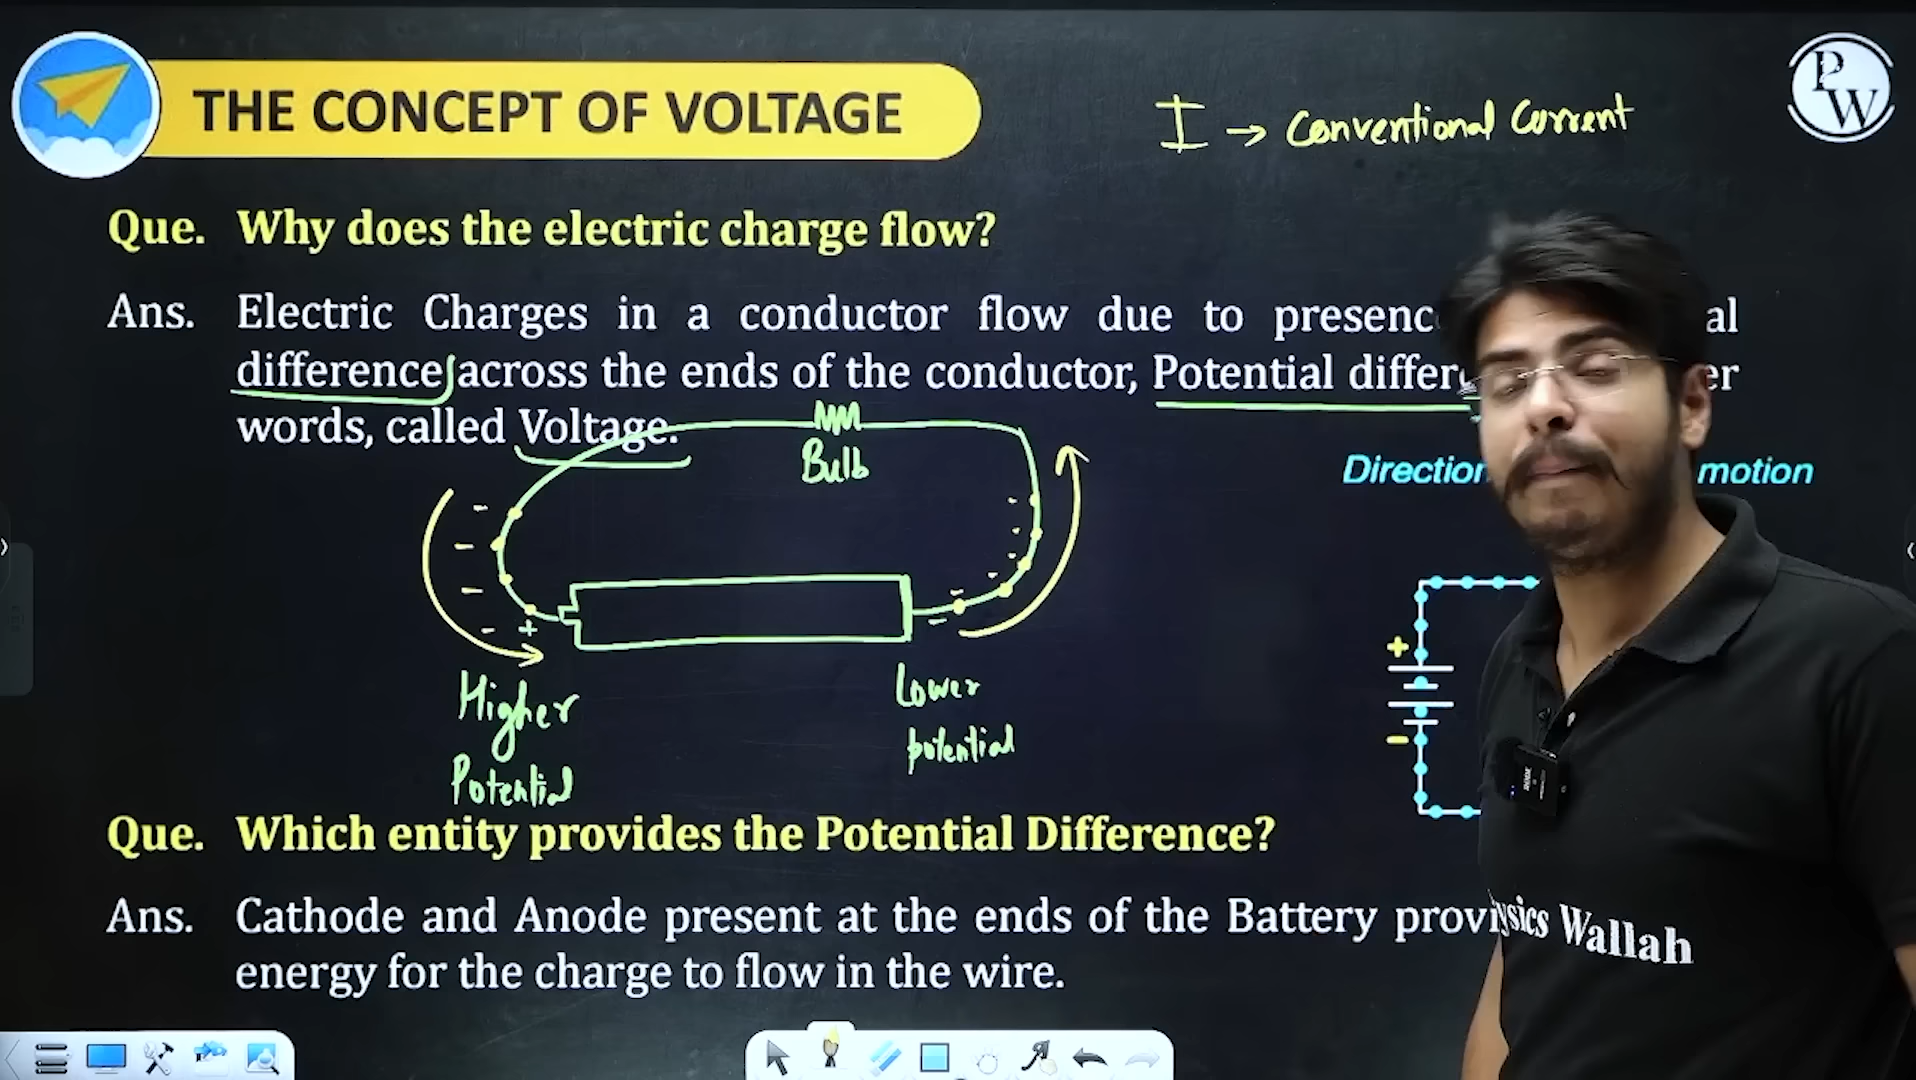 THE CONCEPT OF VOLTAGE
I → Conventional Current
PW
Que. Why does the electric charge flow?
Ans. Electric Charges in a conductor flow due to presenc al
difference across the ends of the conductor, Potential differ er
words, called Voltage.
Bulb
Direction motion
- - - - +
- - - - - -
+
-
Higher
Potential
Lower
potential
Que. Which entity provides the Potential Difference?
Ans. Cathode and Anode present at the ends of the Battery provi
energy for the charge to flow in the wire.
ysics Wallah
RODE